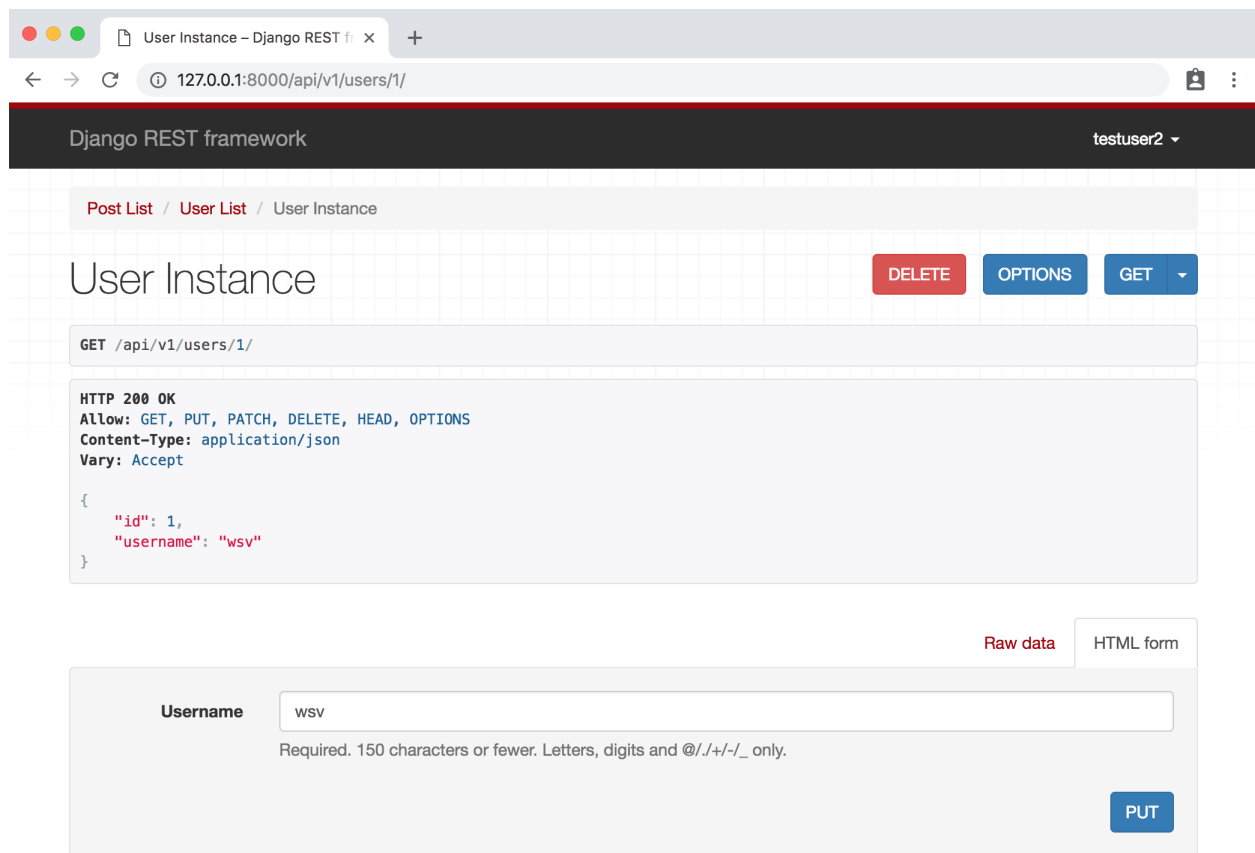 User Instance – Django REST fr
127.0.0.1:8000/api/v1/users/1/
Django REST framework
testuser2
Post List / User List / User Instance
User Instance
DELETE
OPTIONS
GET
GET /api/v1/users/1/
HTTP 200 OK
Allow: GET, PUT, PATCH, DELETE, HEAD, OPTIONS
Content-Type: application/json
Vary: Accept
{
    "id": 1,
    "username": "wsv"
}
Raw data
HTML form
Username
wsv
Required. 150 characters or fewer. Letters, digits and @/./+/-/_ only.
PUT